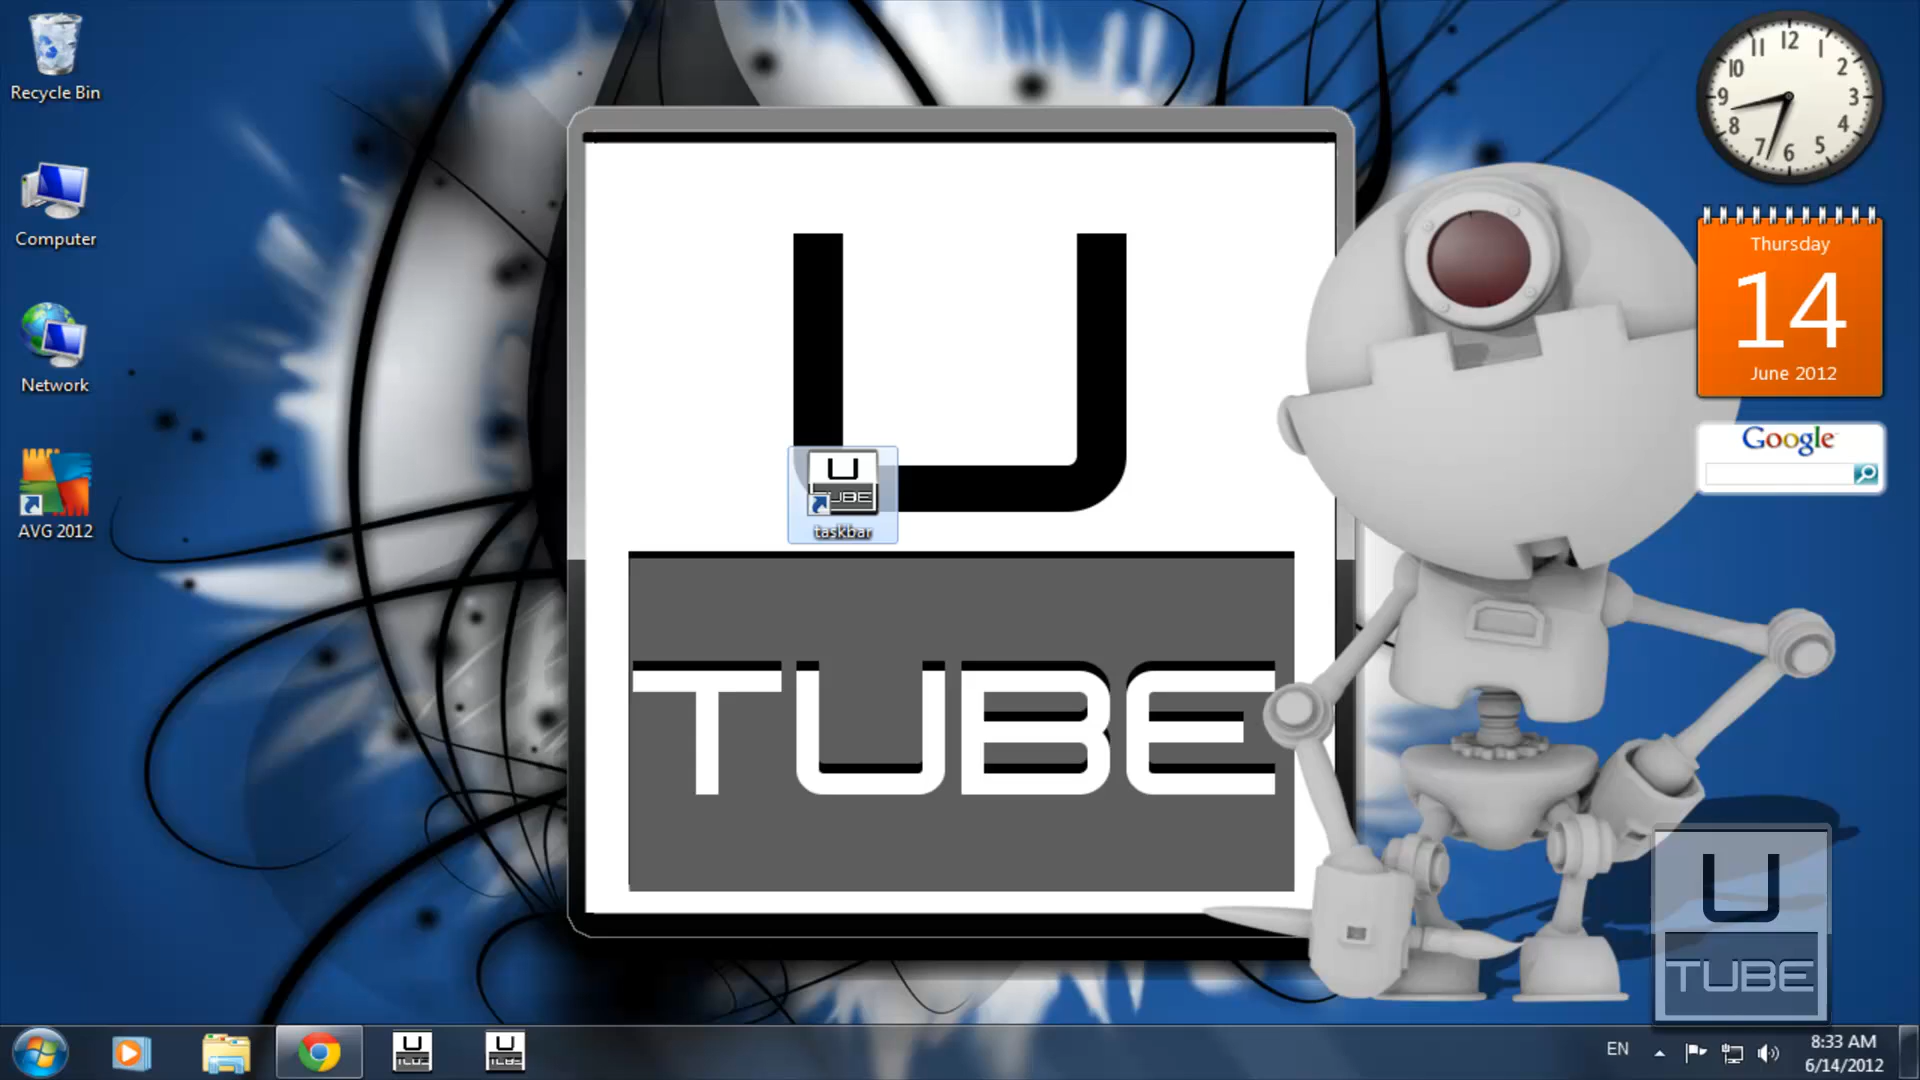 Recycle Bin
Computer
Network
AVG 2012
U
TUBE
U
TUBE
taskbar
12
1
2
3
4
5
6
7
8
9
10
11
Thursday
14
June 2012
Google
U
TUBE
U
U
EN
8:33 AM
6/14/2012